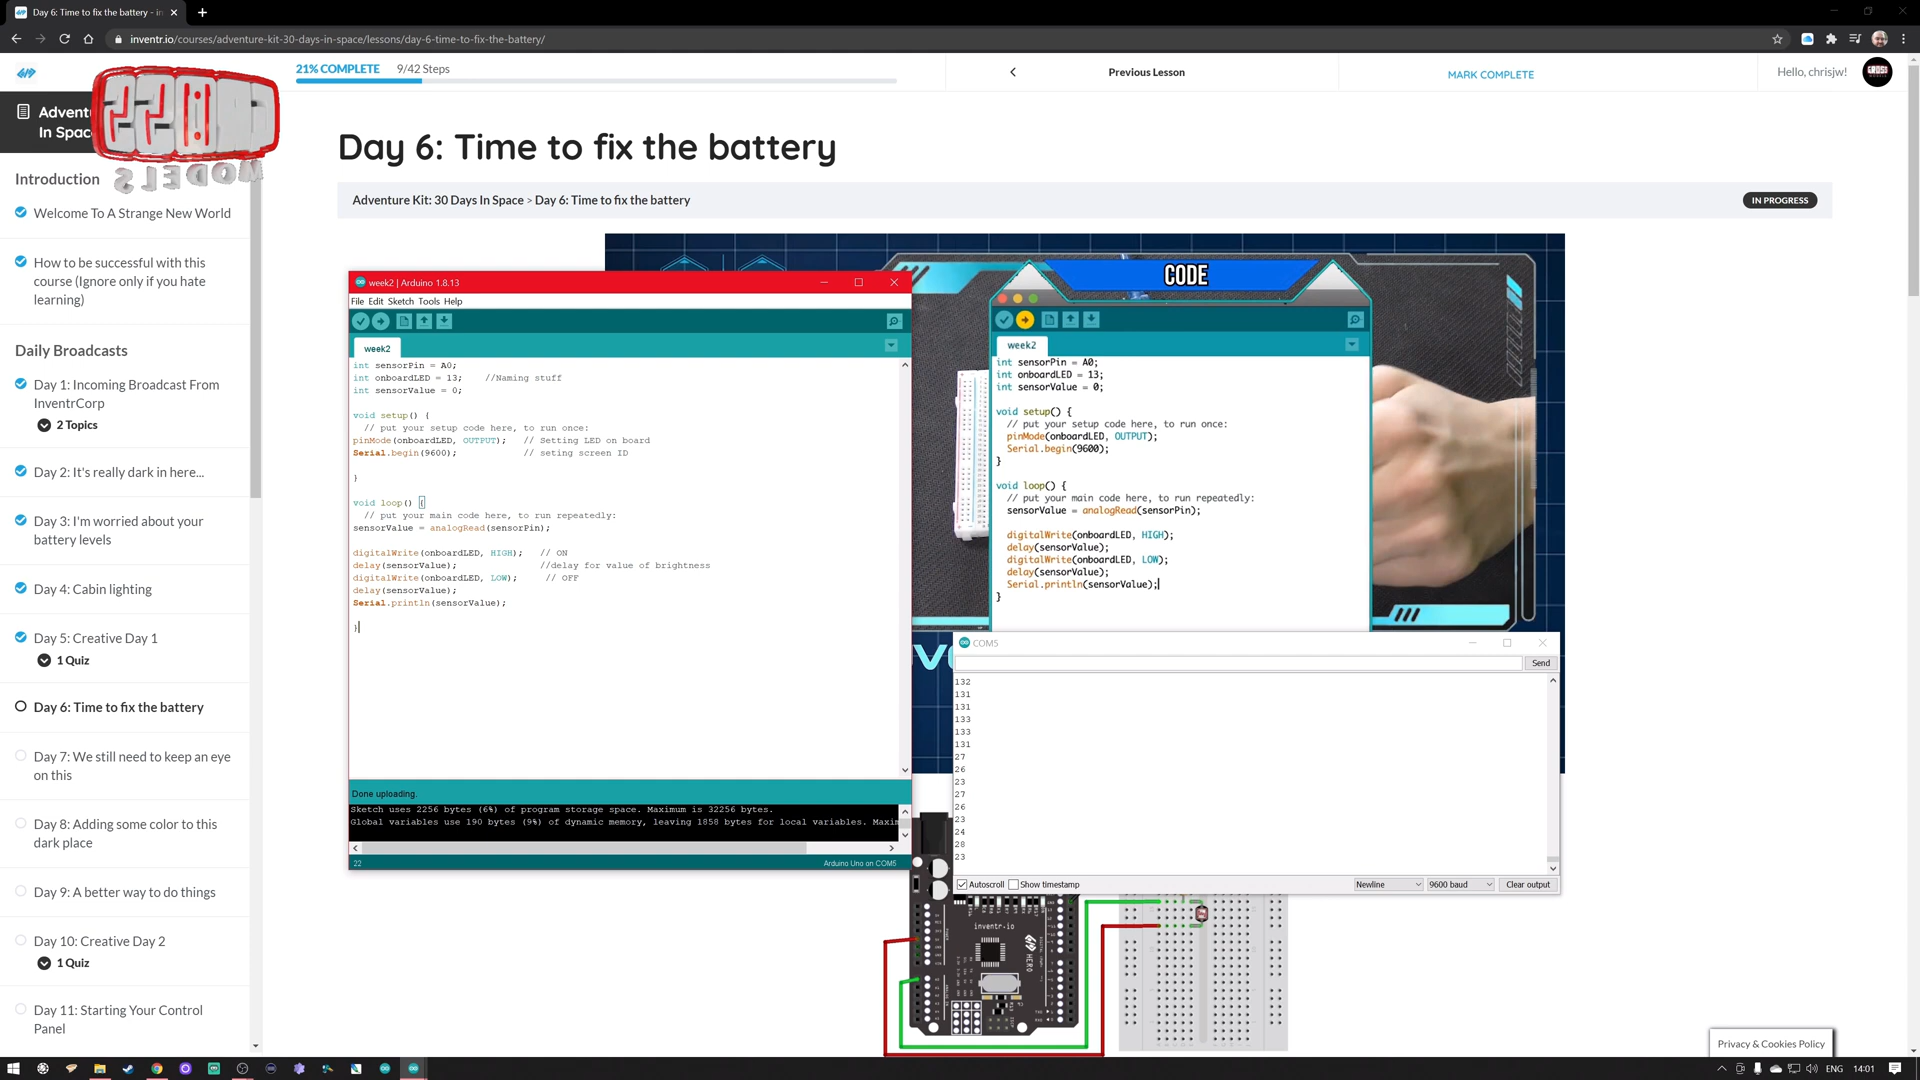 Day 6: Time to fix the battery - in
inventr.io/courses/adventure-kit-30-days-in-space/lessons/day-6-time-to-fix-the-battery/
21% COMPLETE 9/42 Steps
Previous Lesson
MARK COMPLETE
Hello, chrisjw!
Advent
In Spac
MODELS
Introduction
Welcome To A Strange New World
How to be successful with this
course (Ignore only if you hate
learning)
Daily Broadcasts
Day 1: Incoming Broadcast From
InventrCorp
2 Topics
Day 2: It's really dark in here...
Day 3: I'm worried about your
battery levels
Day 4: Cabin lighting
Day 5: Creative Day 1
1 Quiz
Day 6: Time to fix the battery
Day 7: We still need to keep an eye
on this
Day 8: Adding some color to this
dark place
Day 9: A better way to do things
Day 10: Creative Day 2
1 Quiz
Day 11: Starting Your Control
Panel
Day 6: Time to fix the battery
Adventure Kit: 30 Days In Space > Day 6: Time to fix the battery
IN PROGRESS
week2 | Arduino 1.8.13
File Edit Sketch Tools Help
week2
int sensorPin = A0;
int onboardLED = 13; //Naming stuff
int sensorValue = 0;
void setup() {
// put your setup code here, to run once:
pinMode(onboardLED, OUTPUT); // Setting LED on board
Serial.begin(9600); // seting screen ID
}
void loop() {
// put your main code here, to run repeatedly:
sensorValue = analogRead(sensorPin);
digitalWrite(onboardLED, HIGH); // ON
delay(sensorValue); //delay for value of brightness
digitalWrite(onboardLED, LOW); // OFF
delay(sensorValue);
Serial.println(sensorValue);
}
Done uploading.
Sketch uses 2256 bytes (6%) of program storage space. Maximum is 32256 bytes.
Global variables use 190 bytes (9%) of dynamic memory, leaving 1858 bytes for local variables. Maxim
22
Arduino Uno on COM5
CODE
week2
int sensorPin = A0;
int onboardLED = 13;
int sensorValue = 0;
void setup() {
// put your setup code here, to run once:
pinMode(onboardLED, OUTPUT);
Serial.begin(9600);
}
void loop() {
// put your main code here, to run repeatedly:
sensorValue = analogRead(sensorPin);
digitalWrite(onboardLED, HIGH);
delay(sensorValue);
digitalWrite(onboardLED, LOW);
delay(sensorValue);
Serial.println(sensorValue);
}
COM5
Send
132
131
131
133
133
131
27
26
23
27
26
23
24
28
23
Autoscroll
Show timestamp
Newline
9600 baud
Clear output
inventr.io
HERO
Privacy & Cookies Policy
ENG
14:01